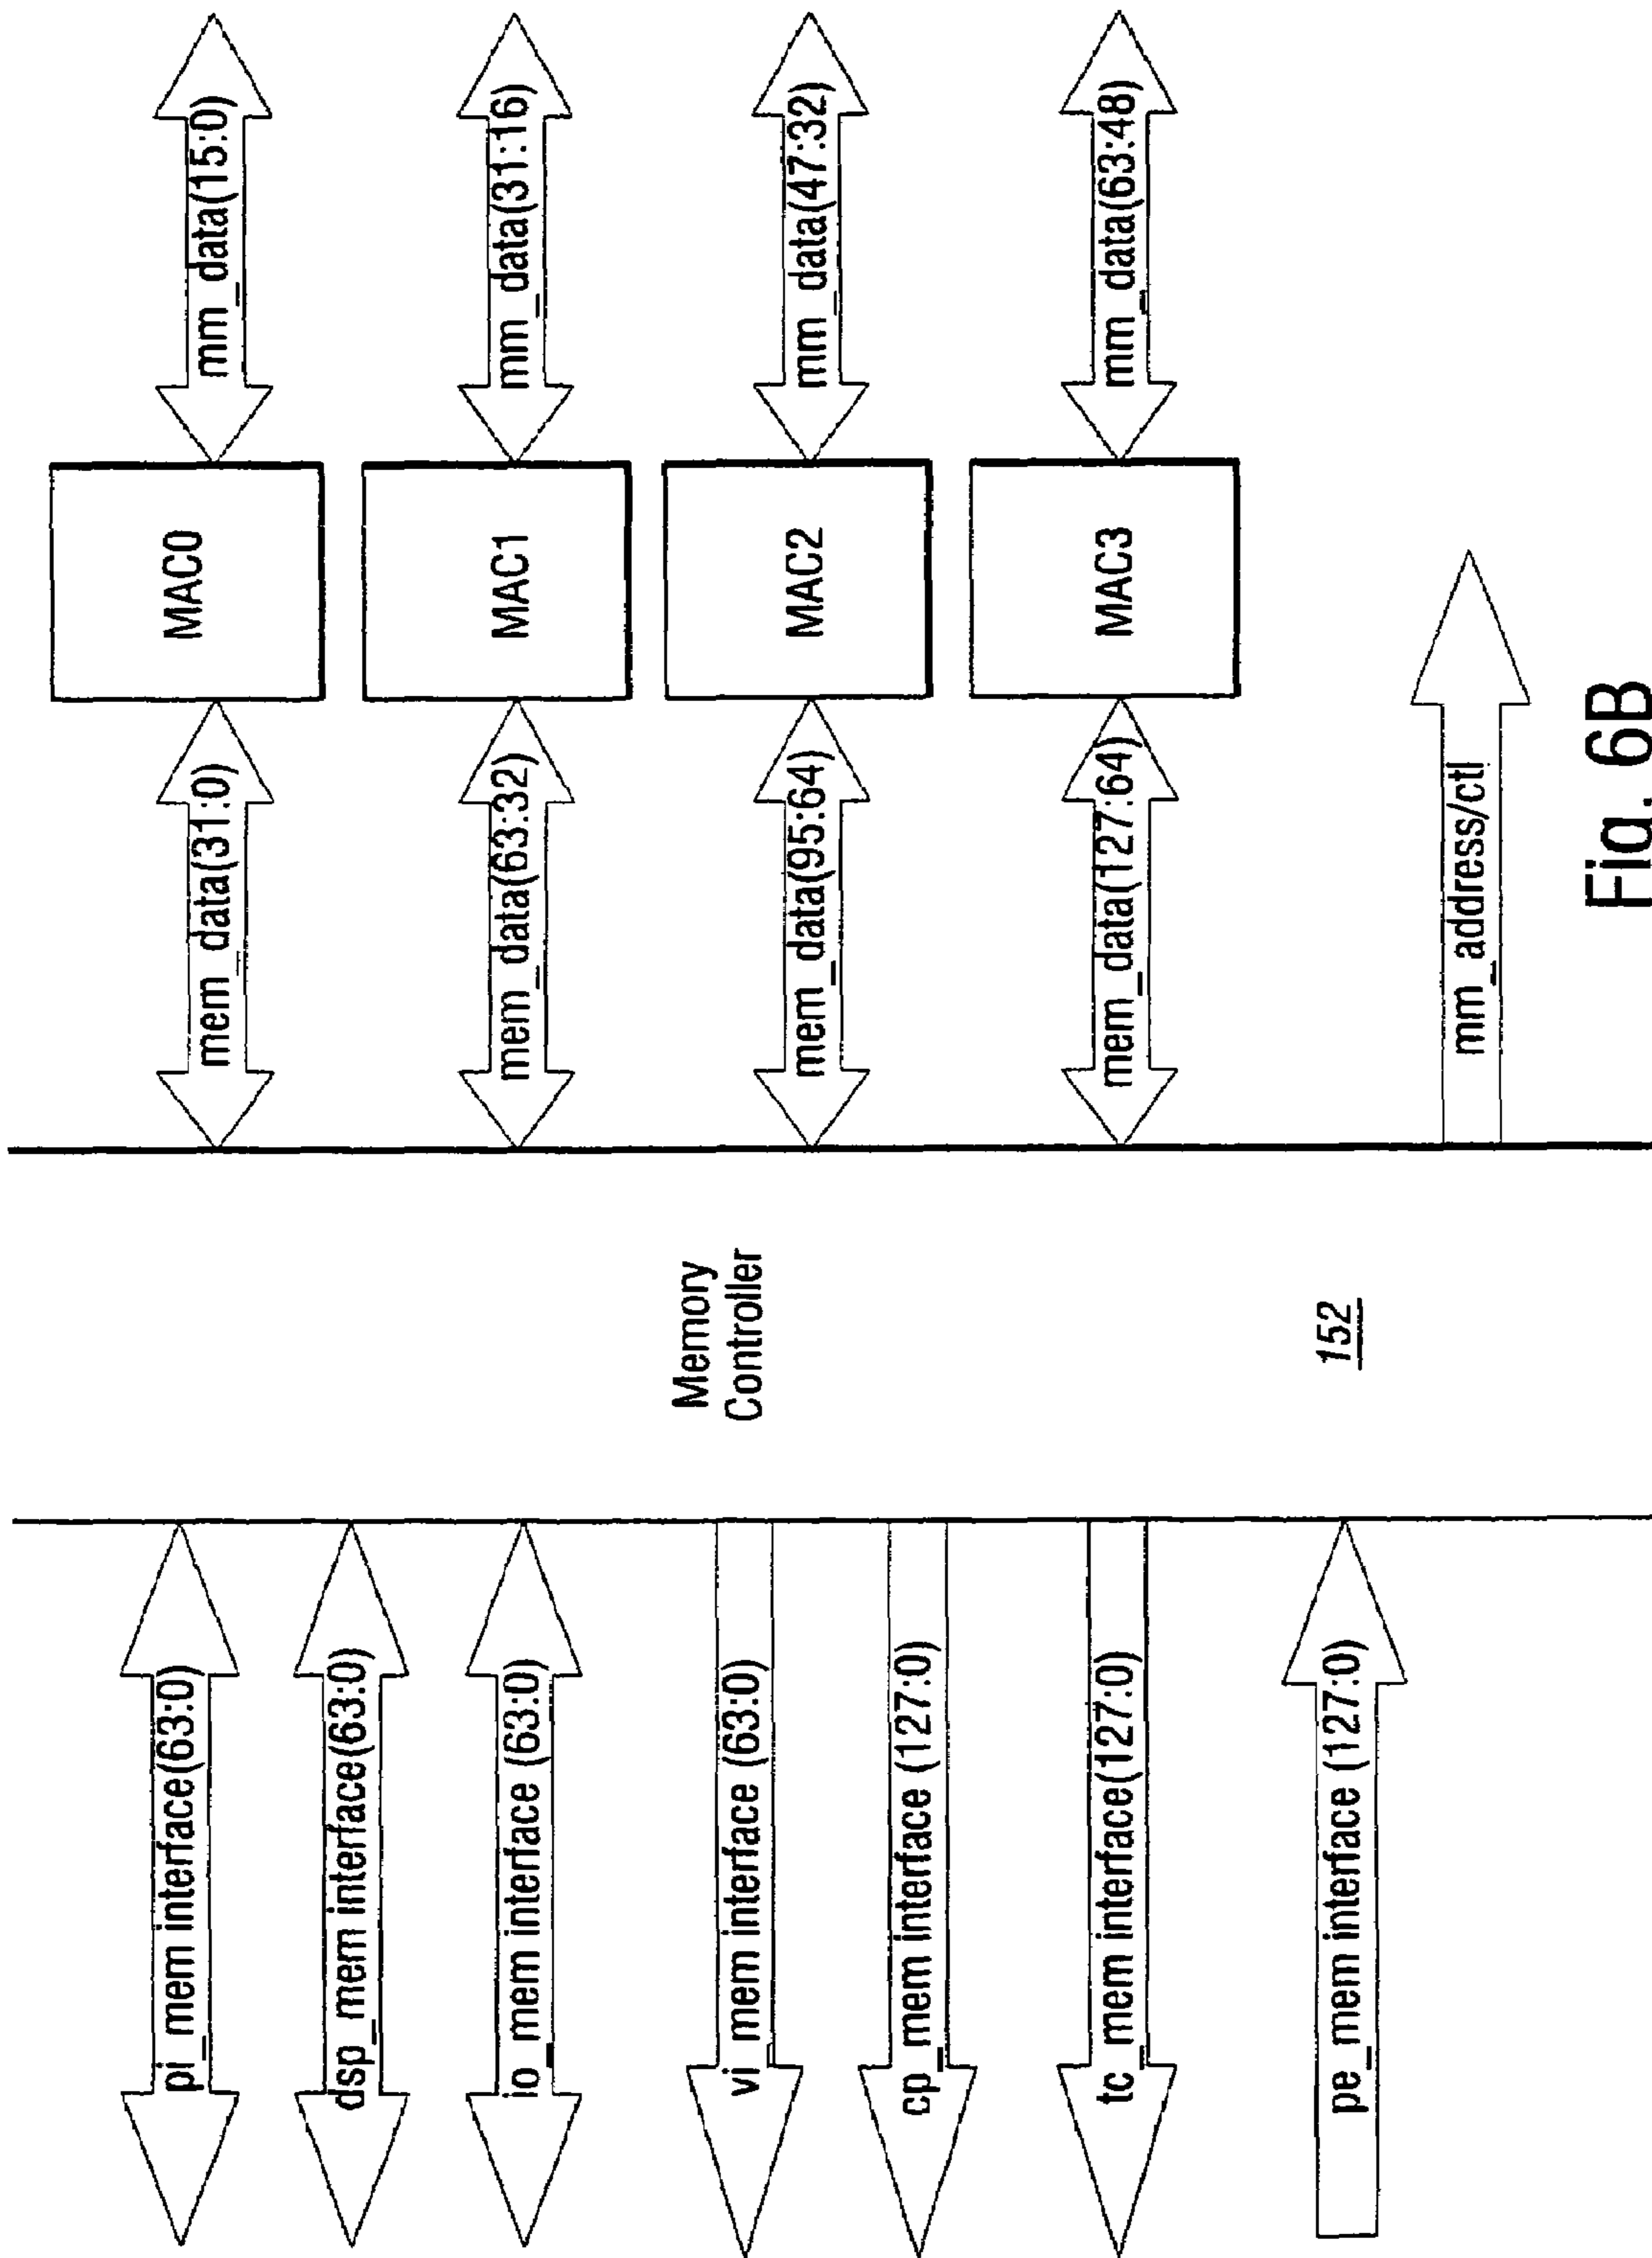 pi_mem interface(63:0)
dsp_mem interface(63:0)
io_mem interface (63:0)
vi_mem interface (63:0)
cp_mem interface (127:0)
tc_mem interface(127:0)
pe_mem interface (127:0)
Memory
Controller
152
mem_data(31:0)
mem_data(63:32)
mem_data(95:64)
mem_data(127:64)
mm_address/ctl
MAC0
MAC1
MAC2
MAC3
mm_data(15:0)
mm_data(31:16)
mm_data(47:32)
mm_data(63:48)
Fig. 6B